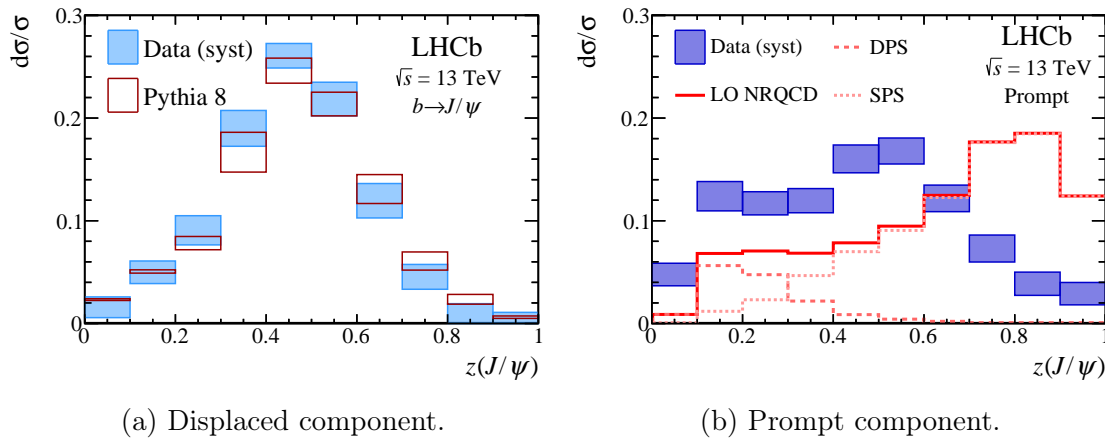 dσ/σ
0.3
0.2
0.1
0
Data (syst)
Pythia 8
LHCb
√s = 13 TeV
b→J/ψ
0 0.2 0.4 0.6 0.8 1
z(J/ψ)
(a) Displaced component.
dσ/σ
0.3
0.2
0.1
0
Data (syst) DPS
LO NRQCD SPS
LHCb
√s = 13 TeV
Prompt
0 0.2 0.4 0.6 0.8 1
z(J/ψ)
(b) Prompt component.